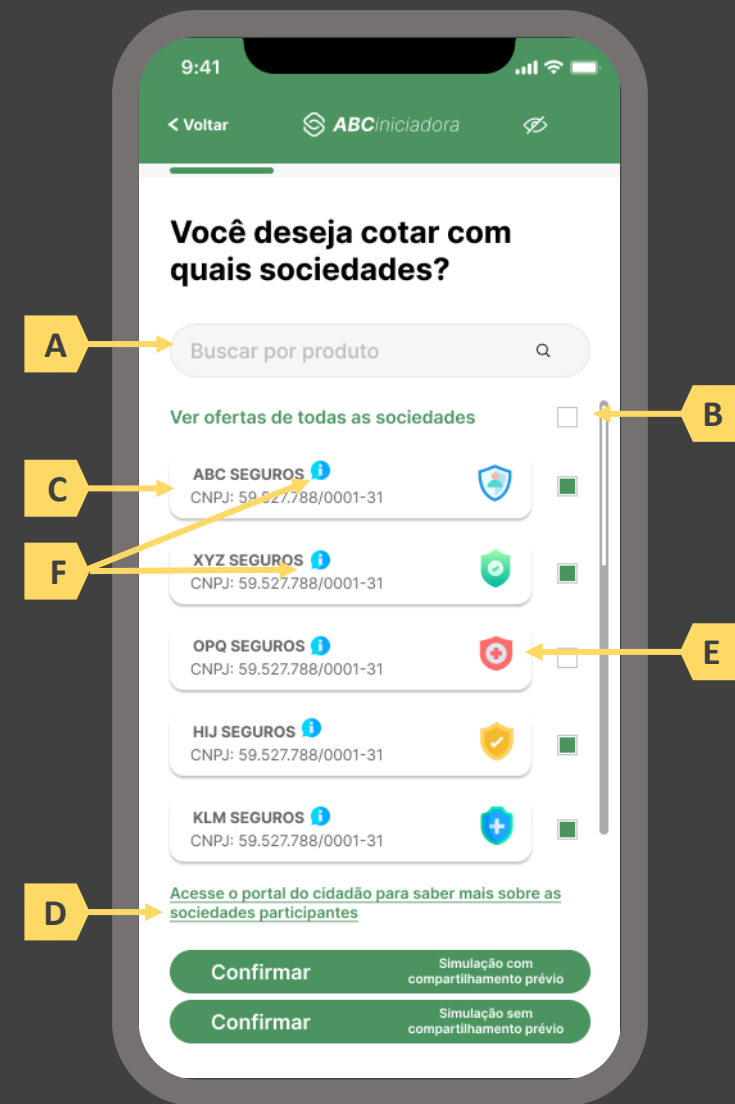 9:41
< Voltar
ABCiniciadora
Você deseja cotar com
quais sociedades?
A
Buscar por produto
Ver ofertas de todas as sociedades
B
C
ABC SEGUROS
CNPJ: 59.527.788/0001-31
F
XYZ SEGUROS
CNPJ: 59.527.788/0001-31
OPQ SEGUROS
CNPJ: 59.527.788/0001-31
E
HIJ SEGUROS
CNPJ: 59.527.788/0001-31
KLM SEGUROS
CNPJ: 59.527.788/0001-31
D
Acesse o portal do cidadão para saber mais sobre as
sociedades participantes
Confirmar
Simulação com
compartilhamento prévio
Confirmar
Simulação sem
compartilhamento prévio